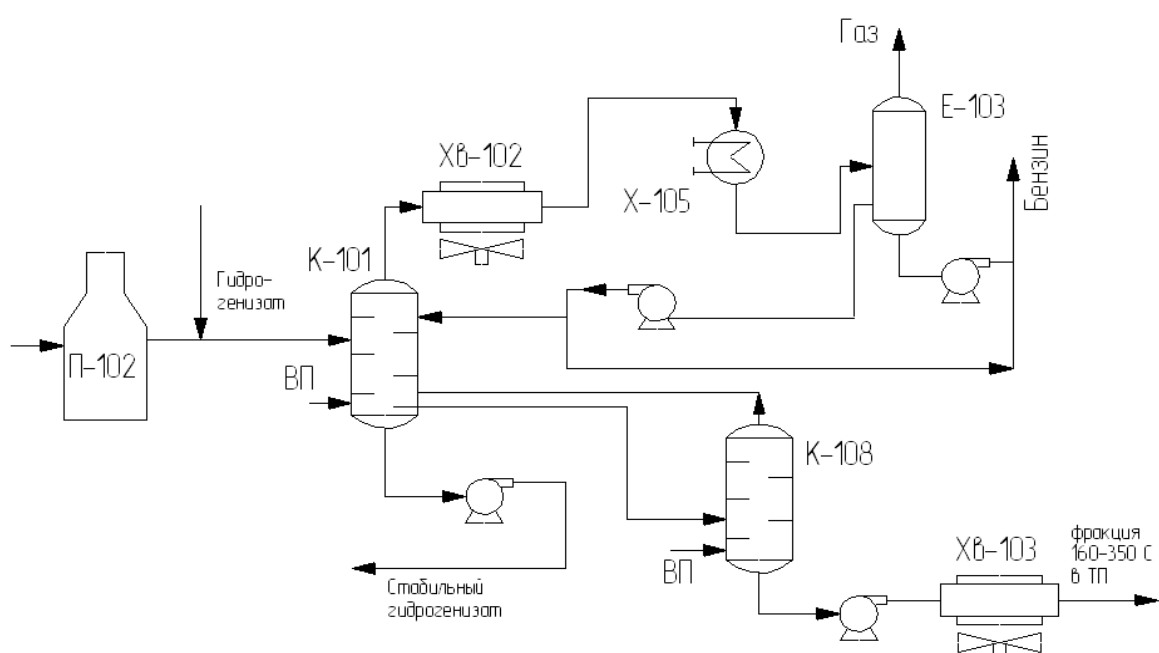 Газ
Е-103
Хв-102
Бензин
Х-105
К-101
Гидро-
генизат
П-102
ВП
К-108
фракция
160-350 С
в ТП
Хв-103
ВП
Стабильный
гидрогенизат